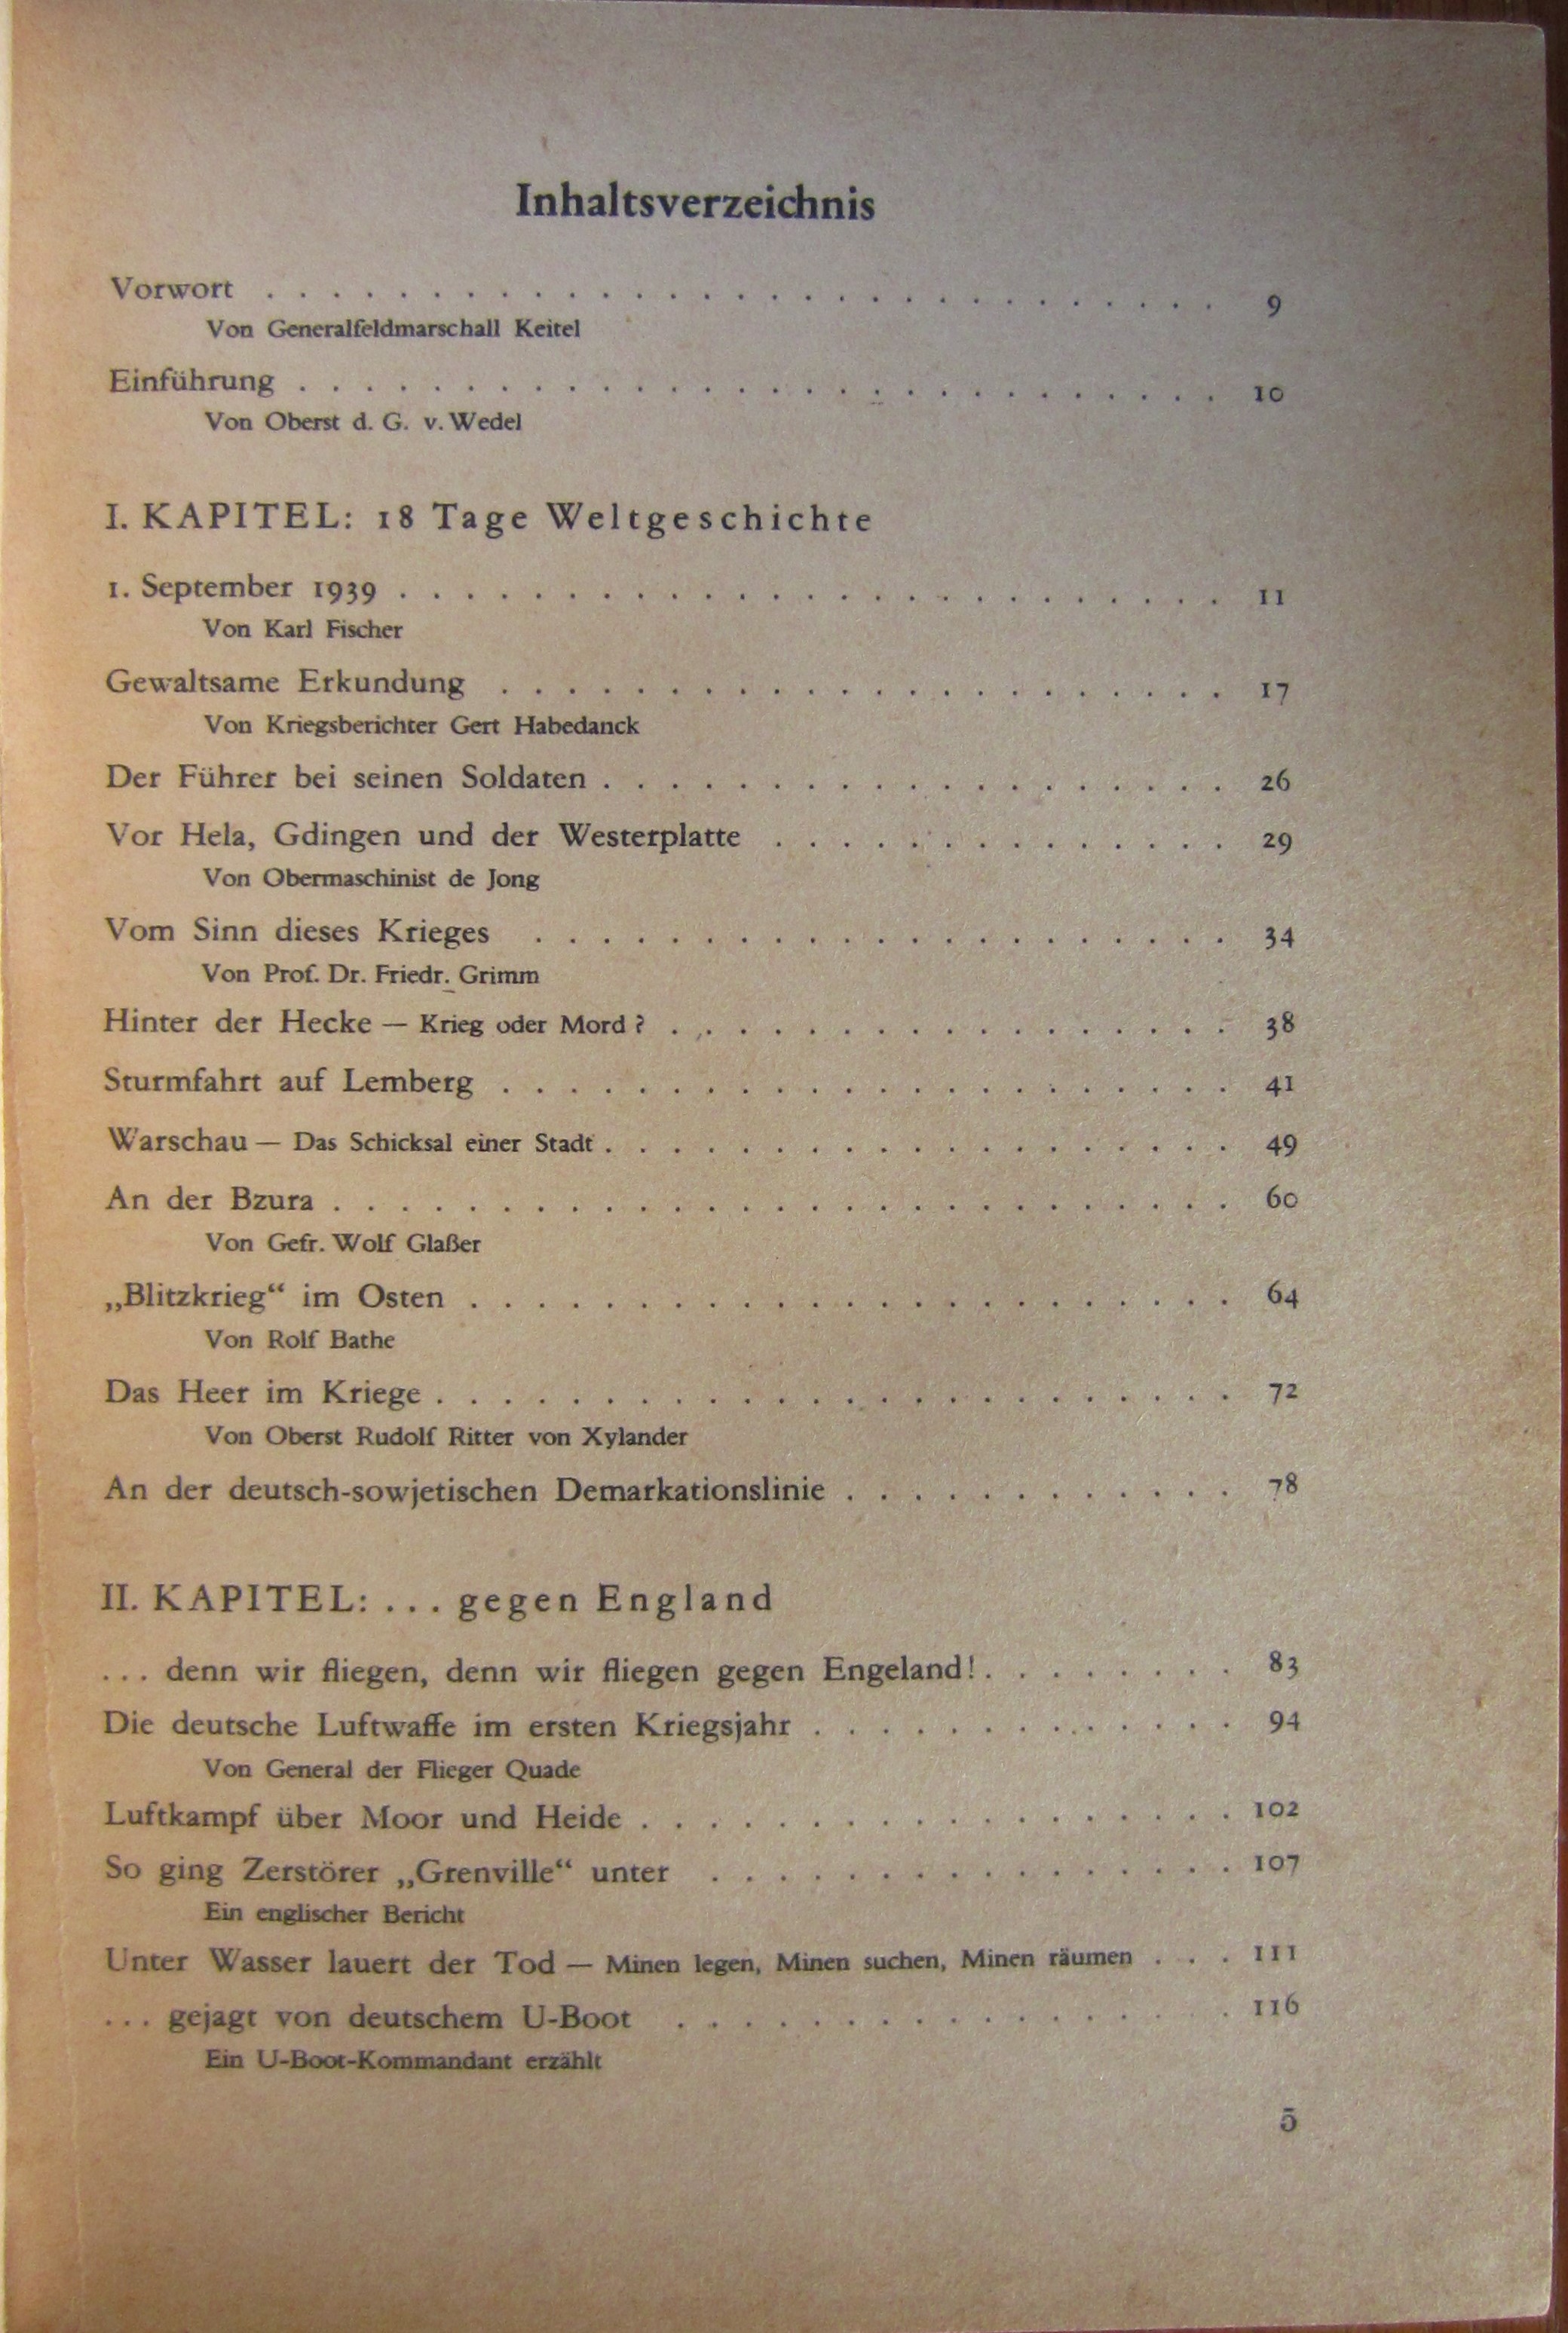 Inhaltsverzeichnis
Vorwort . . . . . . . . . . . . . . . . . . . . . . . . . . . . . 9
Von Generalfeldmarschall Keitel
Einführung . . . . . . . . . . . . . . . . . . . . . . . . . . . . 10
Von Oberst d. G. v. Wedel
I. KAPITEL: 18 Tage Weltgeschichte
1. September 1939 . . . . . . . . . . . . . . . . . . . . . . . . . 11
Von Karl Fischer
Gewaltsame Erkundung . . . . . . . . . . . . . . . . . . . . . . 17
Von Kriegsberichter Gert Habedanck
Der Führer bei seinen Soldaten . . . . . . . . . . . . . . . . . . . 26
Vor Hela, Gdingen und der Westerplatte . . . . . . . . . . . . . . 29
Von Obermaschinist de Jong
Vom Sinn dieses Krieges . . . . . . . . . . . . . . . . . . . . . 34
Von Prof. Dr. Friedr. Grimm
Hinter der Hecke — Krieg oder Mord? . . . . . . . . . . . . . . . . . 38
Sturmfahrt auf Lemberg . . . . . . . . . . . . . . . . . . . . . . 41
Warschau — Das Schicksal einer Stadt . . . . . . . . . . . . . . . . . . . 49
An der Bzura . . . . . . . . . . . . . . . . . . . . . . . . . . . 60
Von Gefr. Wolf Glaßer
„Blitzkrieg“ im Osten . . . . . . . . . . . . . . . . . . . . . . . 64
Von Rolf Bathe
Das Heer im Kriege . . . . . . . . . . . . . . . . . . . . . . . . 72
Von Oberst Rudolf Ritter von Xylander
An der deutsch-sowjetischen Demarkationslinie . . . . . . . . . . . . 78
II. KAPITEL: . . . gegen England
. . . denn wir fliegen, denn wir fliegen gegen Engeland! . . . . . . . . 83
Die deutsche Luftwaffe im ersten Kriegsjahr . . . . . . . . . . . . . 94
Von General der Flieger Quade
Luftkampf über Moor und Heide . . . . . . . . . . . . . . . . . . 102
So ging Zerstörer „Grenville“ unter . . . . . . . . . . . . . . . . 107
Ein englischer Bericht
Unter Wasser lauert der Tod — Minen legen, Minen suchen, Minen räumen . . . 111
. . . gejagt von deutschem U-Boot . . . . . . . . . . . . . . . . 116
Ein U-Boot-Kommandant erzählt
5